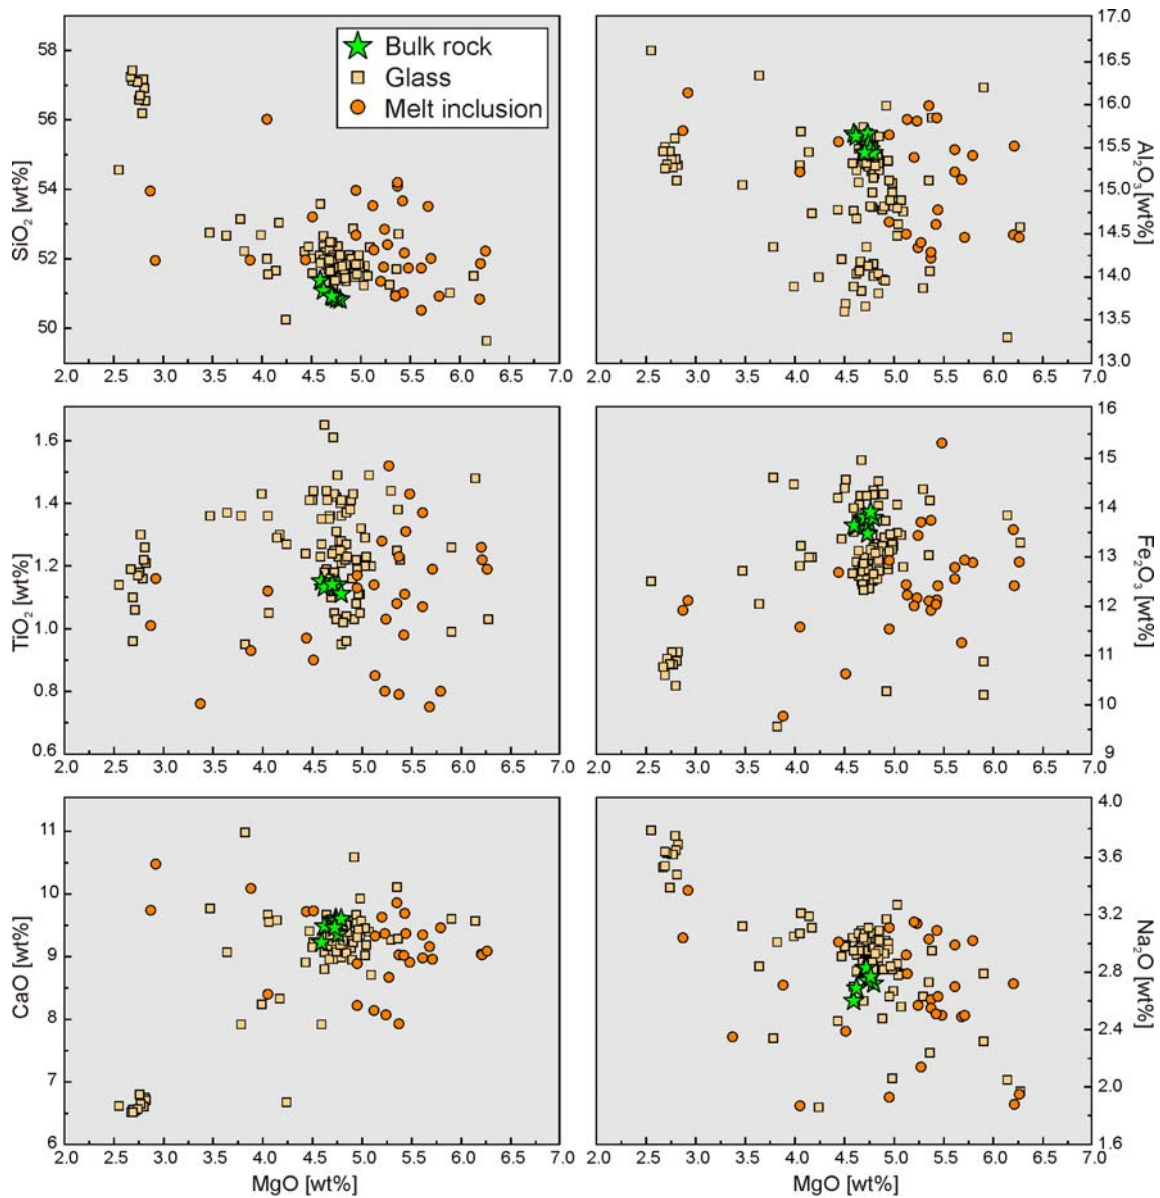 Bulk rock
Glass
Melt inclusion
SiO2 [wt%]
58
56
54
52
50
2.0 2.5 3.0 3.5 4.0 4.5 5.0 5.5 6.0 6.5 7.0
Al2O3 [wt%]
17.0
16.5
16.0
15.5
15.0
14.5
14.0
13.5
13.0
2.0 2.5 3.0 3.5 4.0 4.5 5.0 5.5 6.0 6.5 7.0
TiO2 [wt%]
1.6
1.4
1.2
1.0
0.8
0.6
2.0 2.5 3.0 3.5 4.0 4.5 5.0 5.5 6.0 6.5 7.0
Fe2O3 [wt%]
16
15
14
13
12
11
10
9
2.0 2.5 3.0 3.5 4.0 4.5 5.0 5.5 6.0 6.5 7.0
CaO [wt%]
11
10
9
8
7
6
2.0 2.5 3.0 3.5 4.0 4.5 5.0 5.5 6.0 6.5 7.0
MgO [wt%]
Na2O [wt%]
4.0
3.6
3.2
2.8
2.4
2.0
1.6
2.0 2.5 3.0 3.5 4.0 4.5 5.0 5.5 6.0 6.5 7.0
MgO [wt%]